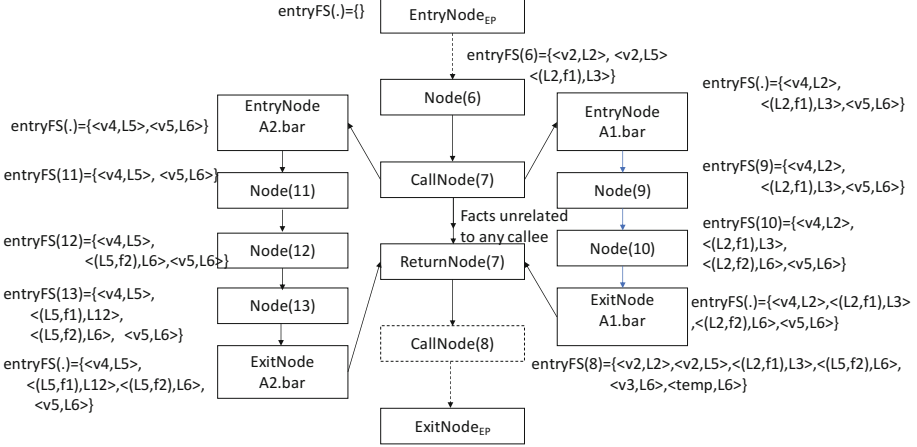 entryFS(.)={}
EntryNodeEP
entryFS(6)={<v2,L2>, <v2,L5>
<(L2,f1),L3>}
Node(6)
entryFS(.)={<v4,L2>,
<(L2,f1),L3>,<v5,L6>}
EntryNode
A2.bar
EntryNode
A1.bar
entryFS(.)={<v4,L5>,<v5,L6>}
CallNode(7)
entryFS(11)={<v4,L5>, <v5,L6>}
Node(11)
entryFS(9)={<v4,L2>,
<(L2,f1),L3>,<v5,L6>}
Node(9)
Facts unrelated
to any callee
entryFS(12)={<v4,L5>,
<(L5,f2),L6>,<v5,L6>}
Node(12)
ReturnNode(7)
Node(10)
entryFS(10)={<v4,L2>,
<(L2,f1),L3>,
<(L2,f2),L6>,<v5,L6>}
entryFS(13)={<v4,L5>,
<(L5,f1),L12>,
<(L5,f2),L6>, <v5,L6>}
Node(13)
ExitNode
A1.bar
entryFS(.)={<v4,L2>,<(L2,f1),L3>
,<(L2,f2),L6>,<v5,L6>}
CallNode(8)
entryFS(.)={<v4,L5>,
<(L5,f1),L12>,<(L5,f2),L6>,
<v5,L6>}
ExitNode
A2.bar
entryFS(8)={<v2,L2>,<v2,L5>,<(L2,f1),L3>,<(L5,f2),L6>,
<v3,L6>,<temp,L6>}
ExitNodeEP